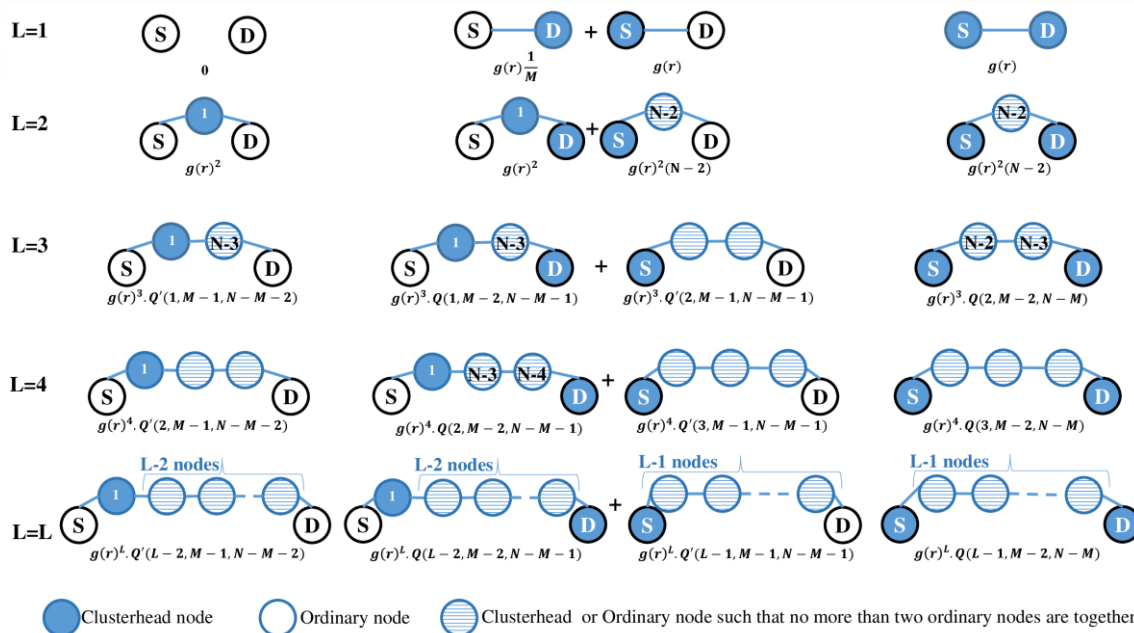 L=1 S D S D + S D S D
0 g(r) 1/M g(r) g(r)
L=2 S 1 D S 1 D + S N-2 D S N-2 D
g(r)² g(r)² g(r)²(N−2) g(r)²(N−2)
L=3 S 1 N-3 D S 1 N-3 D + S D S N-2 N-3 D
g(r)³.Q′(1,M−1,N−M−2) g(r)³.Q(1,M−2,N−M−1) g(r)³.Q′(2,M−1,N−M−1) g(r)³.Q(2,M−2,N−M)
L=4 S 1 D S 1 N-3 N-4 D + S D S D
g(r)⁴.Q′(2,M−1,N−M−2) g(r)⁴.Q(2,M−2,N−M−1) g(r)⁴.Q′(3,M−1,N−M−1) g(r)⁴.Q(3,M−2,N−M)
L-2 nodes L-2 nodes L-1 nodes L-1 nodes
L=L S 1 D S 1 D + S D S D
g(r)ᴸ.Q′(L−2,M−1,N−M−2) g(r)ᴸ.Q(L−2,M−2,N−M−1) g(r)ᴸ.Q′(L−1,M−1,N−M−1) g(r)ᴸ.Q(L−1,M−2,N−M)
Clusterhead node Ordinary node Clusterhead or Ordinary node such that no more than two ordinary nodes are together